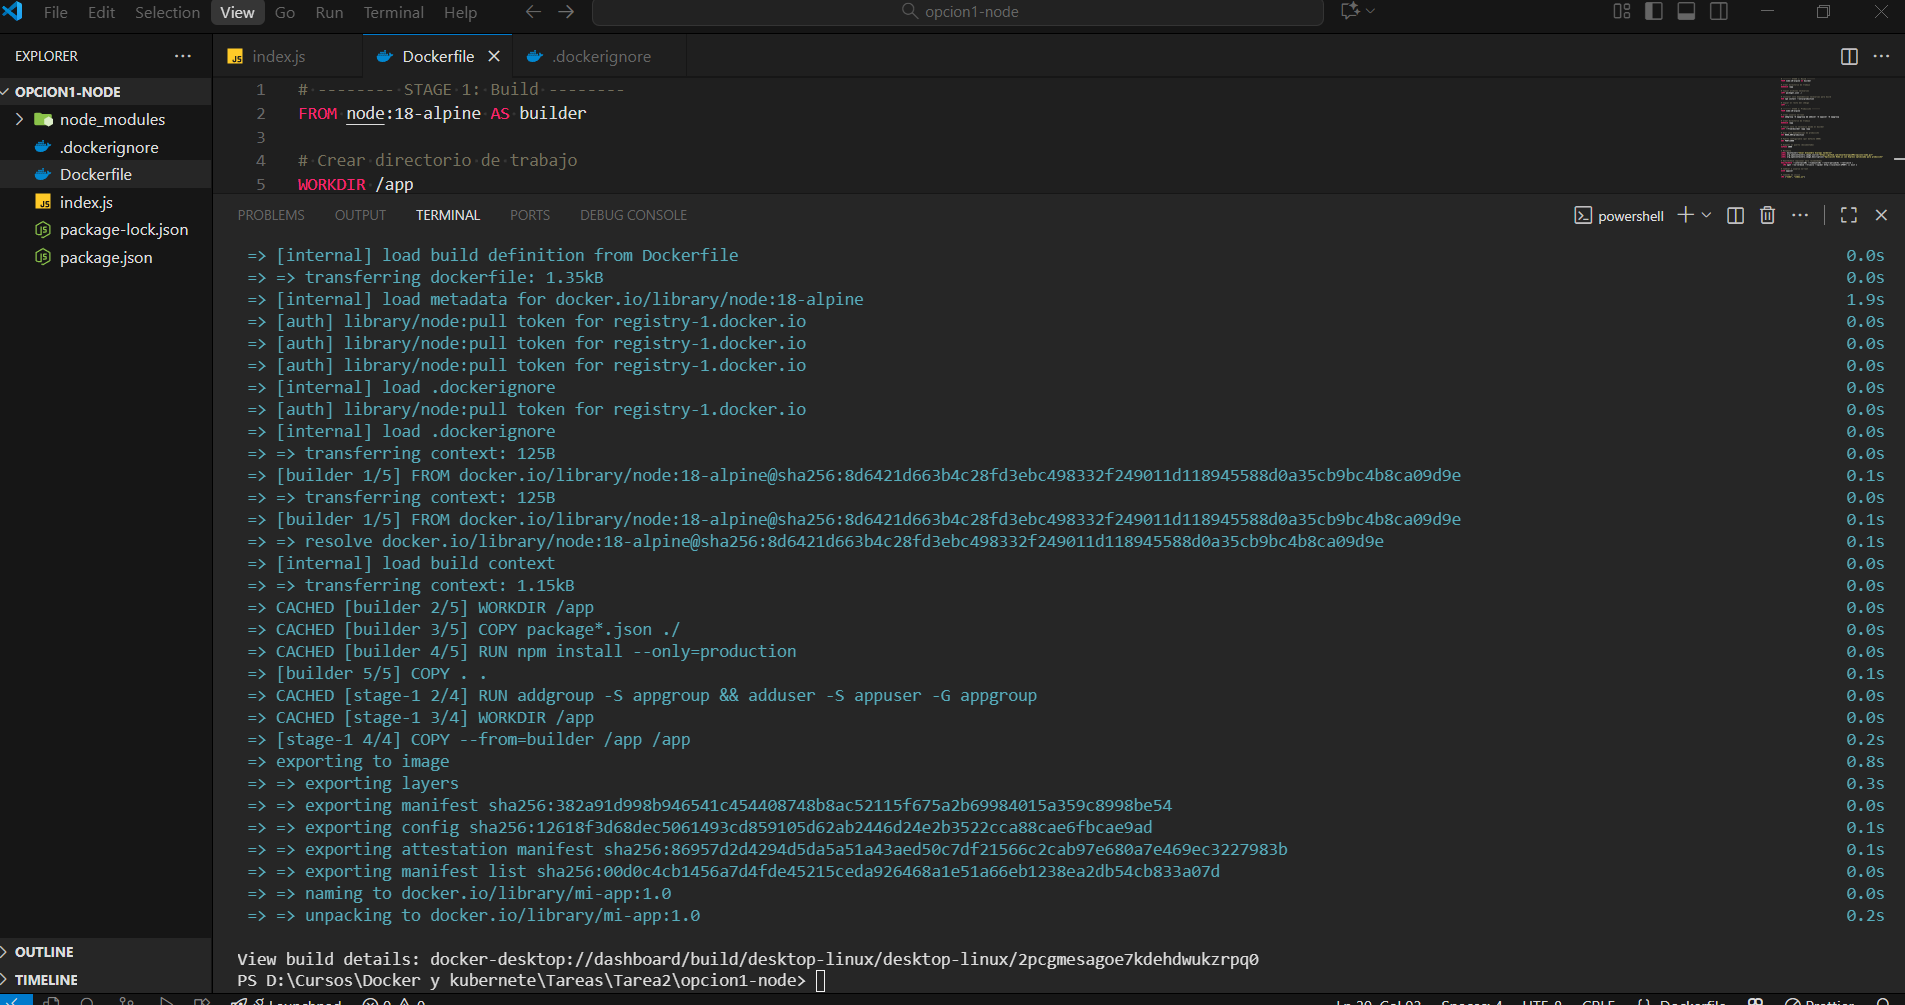 File Edit Selection View Go Run Terminal Help opcion1-node
EXPLORER
OPCION1-NODE
node_modules
.dockerignore
Dockerfile
index.js
package-lock.json
package.json
OUTLINE
TIMELINE
index.js Dockerfile .dockerignore
1 # -------- STAGE 1: Build --------
2 FROM node:18-alpine AS builder
3
4 # Crear directorio de trabajo
5 WORKDIR /app
PROBLEMS OUTPUT TERMINAL PORTS DEBUG CONSOLE powershell
=> [internal] load build definition from Dockerfile 0.0s
=> => transferring dockerfile: 1.35kB 0.0s
=> [internal] load metadata for docker.io/library/node:18-alpine 1.9s
=> [auth] library/node:pull token for registry-1.docker.io 0.0s
=> [auth] library/node:pull token for registry-1.docker.io 0.0s
=> [auth] library/node:pull token for registry-1.docker.io 0.0s
=> [internal] load .dockerignore 0.0s
=> [auth] library/node:pull token for registry-1.docker.io 0.0s
=> [internal] load .dockerignore 0.0s
=> => transferring context: 125B 0.0s
=> [builder 1/5] FROM docker.io/library/node:18-alpine@sha256:8d6421d663b4c28fd3ebc498332f249011d118945588d0a35cb9bc4b8ca09d9e 0.1s
=> => transferring context: 125B 0.0s
=> [builder 1/5] FROM docker.io/library/node:18-alpine@sha256:8d6421d663b4c28fd3ebc498332f249011d118945588d0a35cb9bc4b8ca09d9e 0.1s
=> => resolve docker.io/library/node:18-alpine@sha256:8d6421d663b4c28fd3ebc498332f249011d118945588d0a35cb9bc4b8ca09d9e 0.1s
=> [internal] load build context 0.0s
=> => transferring context: 1.15kB 0.0s
=> CACHED [builder 2/5] WORKDIR /app 0.0s
=> CACHED [builder 3/5] COPY package*.json ./ 0.0s
=> CACHED [builder 4/5] RUN npm install --only=production 0.0s
=> [builder 5/5] COPY . . 0.1s
=> CACHED [stage-1 2/4] RUN addgroup -S appgroup && adduser -S appuser -G appgroup 0.0s
=> CACHED [stage-1 3/4] WORKDIR /app 0.0s
=> [stage-1 4/4] COPY --from=builder /app /app 0.2s
=> exporting to image 0.8s
=> => exporting layers 0.3s
=> => exporting manifest sha256:382a91d998b946541c454408748b8ac52115f675a2b69984015a359c8998be54 0.0s
=> => exporting config sha256:12618f3d68dec5061493cd859105d62ab2446d24e2b3522cca88cae6fbcae9ad 0.1s
=> => exporting attestation manifest sha256:86957d2d4294d5da5a51a43aed50c7df21566c2cab97e680a7e469ec3227983b 0.1s
=> => exporting manifest list sha256:00d0c4cb1456a7d4fde45215ceda926468a1e51a66eb1238ea2db54cb833a07d 0.0s
=> => naming to docker.io/library/mi-app:1.0 0.0s
=> => unpacking to docker.io/library/mi-app:1.0 0.2s
View build details: docker-desktop://dashboard/build/desktop-linux/desktop-linux/2pcgmesagoe7kdehdwukzrpq0
PS D:\Cursos\Docker y kubernete\Tareas\Tarea2\opcion1-node>